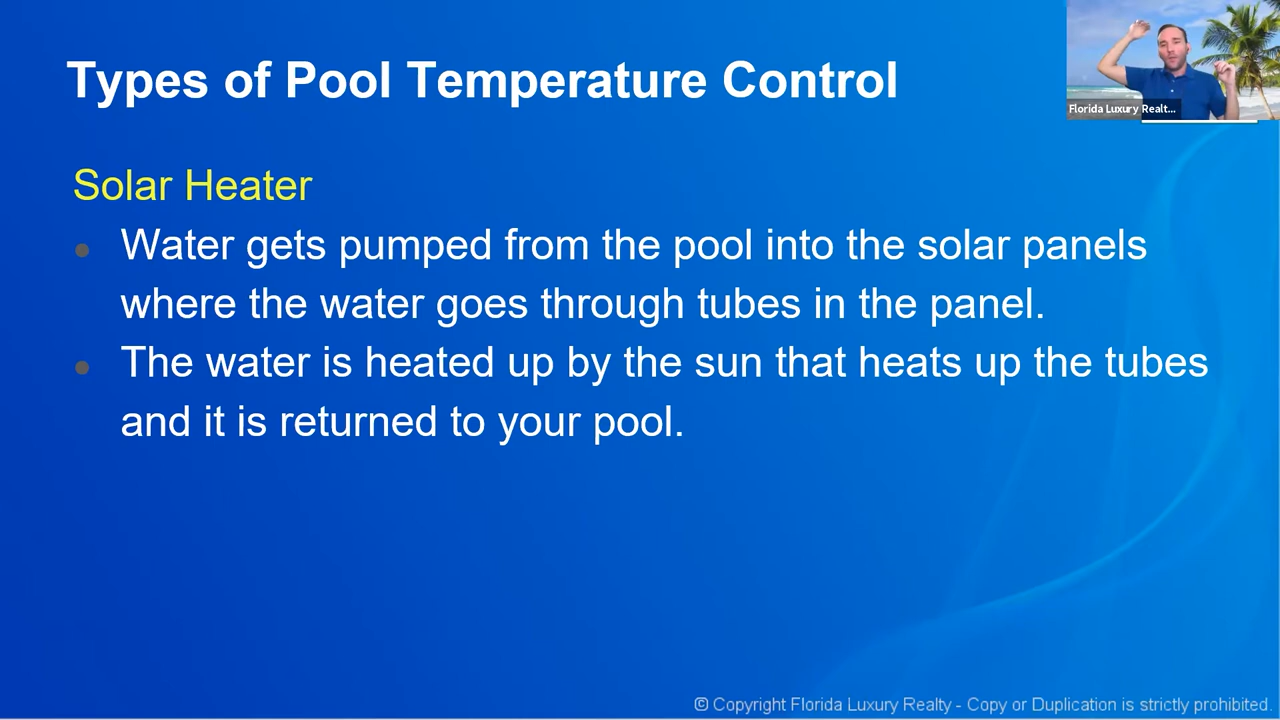 Types of Pool Temperature Control
Florida Luxury Realt...
Solar Heater
● Water gets pumped from the pool into the solar panels
where the water goes through tubes in the panel.
● The water is heated up by the sun that heats up the tubes
and it is returned to your pool.
© Copyright Florida Luxury Realty - Copy or Duplication is strictly prohibited.